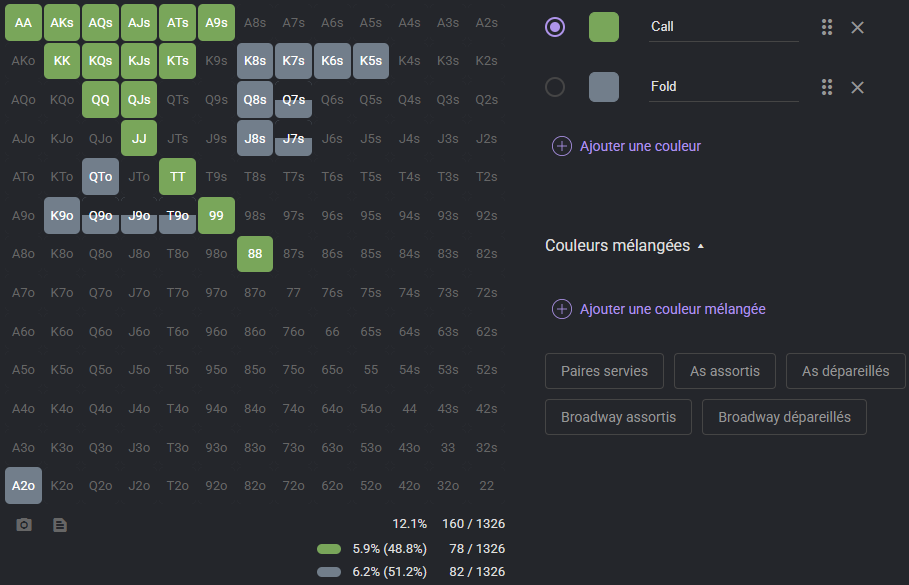 AA AKs AQs AJs ATs A9s A8s A7s A6s A5s A4s A3s A2s
AKo KK KQs KJs KTs K9s K8s K7s K6s K5s K4s K3s K2s
AQo KQo QQ QJs QTs Q9s Q8s Q7s Q6s Q5s Q4s Q3s Q2s
AJo KJo QJo JJ JTs J9s J8s J7s J6s J5s J4s J3s J2s
ATo KTo QTo JTo TT T9s T8s T7s T6s T5s T4s T3s T2s
A9o K9o Q9o J9o T9o 99 98s 97s 96s 95s 94s 93s 92s
A8o K8o Q8o J8o T8o 98o 88 87s 86s 85s 84s 83s 82s
A7o K7o Q7o J7o T7o 97o 87o 77 76s 75s 74s 73s 72s
A6o K6o Q6o J6o T6o 96o 86o 76o 66 65s 64s 63s 62s
A5o K5o Q5o J5o T5o 95o 85o 75o 65o 55 54s 53s 52s
A4o K4o Q4o J4o T4o 94o 84o 74o 64o 54o 44 43s 42s
A3o K3o Q3o J3o T3o 93o 83o 73o 63o 53o 43o 33 32s
A2o K2o Q2o J2o T2o 92o 82o 72o 62o 52o 42o 32o 22
12.1% 160 / 1326
5.9% (48.8%) 78 / 1326
6.2% (51.2%) 82 / 1326
Call
Fold
Ajouter une couleur
Couleurs mélangées
Ajouter une couleur mélangée
Paires servies
As assortis
As dépareillés
Broadway assortis
Broadway dépareillés